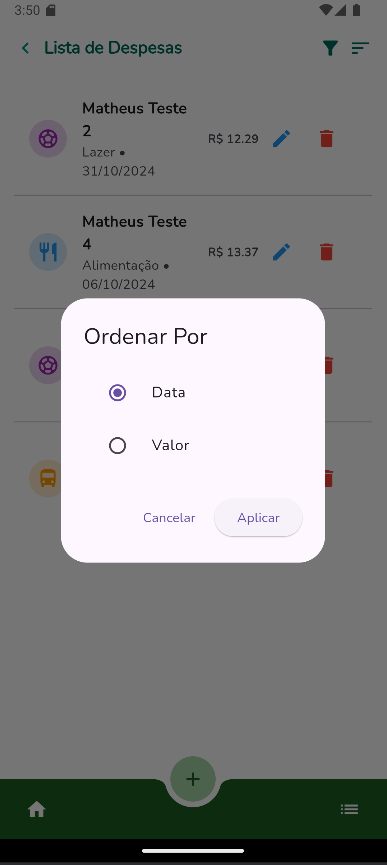 3:50
Lista de Despesas
Matheus Teste
2
R$ 12.29
Lazer •
31/10/2024
Matheus Teste
4
R$ 13.37
Alimentação •
06/10/2024
Ordenar Por
Data
Valor
Cancelar
Aplicar